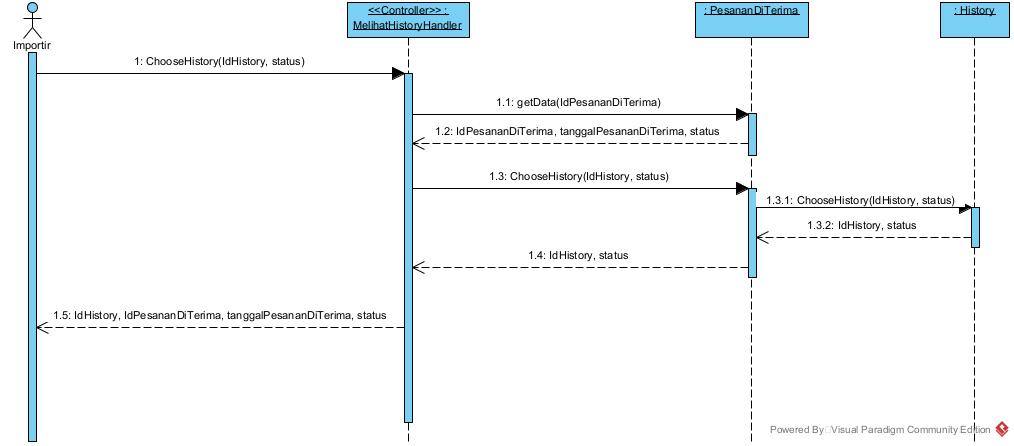 <<Controller>> :
MelihatHistoryHandler
: PesananDiTerima
: History
Importir
1: ChooseHistory(IdHistory, status)
1.1: getData(IdPesananDiTerima)
1.2: IdPesananDiTerima, tanggalPesananDiTerima, status
1.3: ChooseHistory(IdHistory, status)
1.3.1: ChooseHistory(IdHistory, status)
1.3.2: IdHistory, status
1.4: IdHistory, status
1.5: IdHistory, IdPesananDiTerima, tanggalPesananDiTerima, status
Powered By Visual Paradigm Community Edition